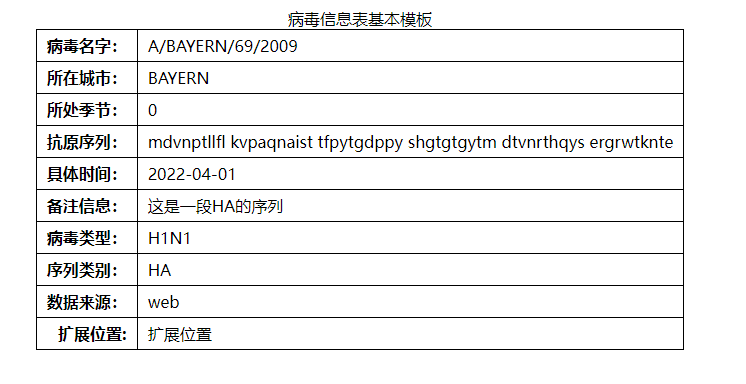 病毒信息表基本模板
病毒名字： A/BAYERN/69/2009
所在城市： BAYERN
所处季节： 0
抗原序列： mdvnptllfl kvpaqnaist tfpytgdppy shgtgtgytm dtvnrthqys ergrwtknte
具体时间： 2022-04-01
备注信息： 这是一段HA的序列
病毒类型： H1N1
序列类别： HA
数据来源： web
扩展位置: 扩展位置